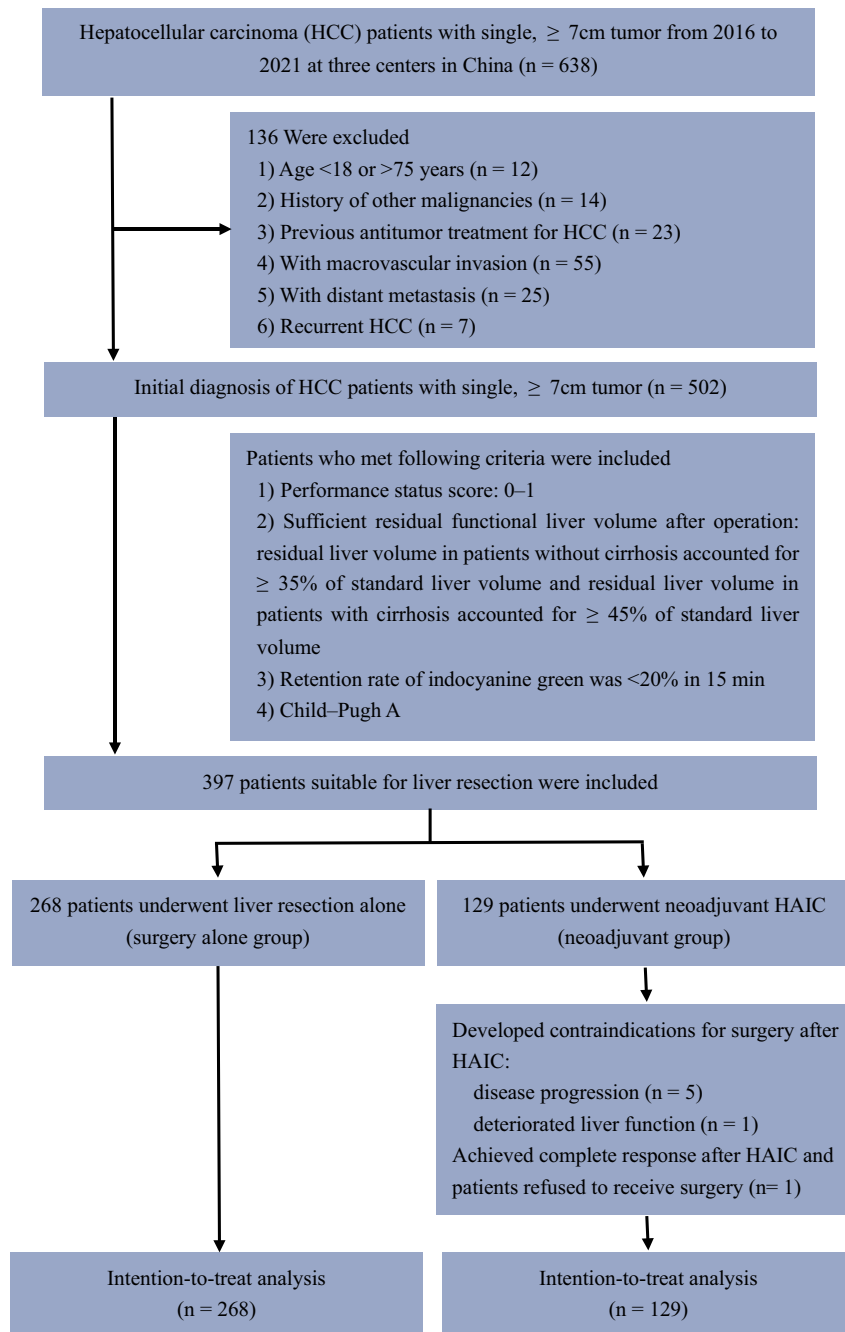 Hepatocellular carcinoma (HCC) patients with single, ≥ 7cm tumor from 2016 to
2021 at three centers in China (n = 638)
136 Were excluded
1) Age <18 or >75 years (n = 12)
2) History of other malignancies (n = 14)
3) Previous antitumor treatment for HCC (n = 23)
4) With macrovascular invasion (n = 55)
5) With distant metastasis (n = 25)
6) Recurrent HCC (n = 7)
Initial diagnosis of HCC patients with single, ≥ 7cm tumor (n = 502)
Patients who met following criteria were included
1) Performance status score: 0–1
2) Sufficient residual functional liver volume after operation:
residual liver volume in patients without cirrhosis accounted for
≥ 35% of standard liver volume and residual liver volume in
patients with cirrhosis accounted for ≥ 45% of standard liver
volume
3) Retention rate of indocyanine green was <20% in 15 min
4) Child–Pugh A
397 patients suitable for liver resection were included
268 patients underwent liver resection alone
(surgery alone group)
129 patients underwent neoadjuvant HAIC
(neoadjuvant group)
Developed contraindications for surgery after
HAIC:
disease progression (n = 5)
deteriorated liver function (n = 1)
Achieved complete response after HAIC and
patients refused to receive surgery (n= 1)
Intention-to-treat analysis
(n = 268)
Intention-to-treat analysis
(n = 129)